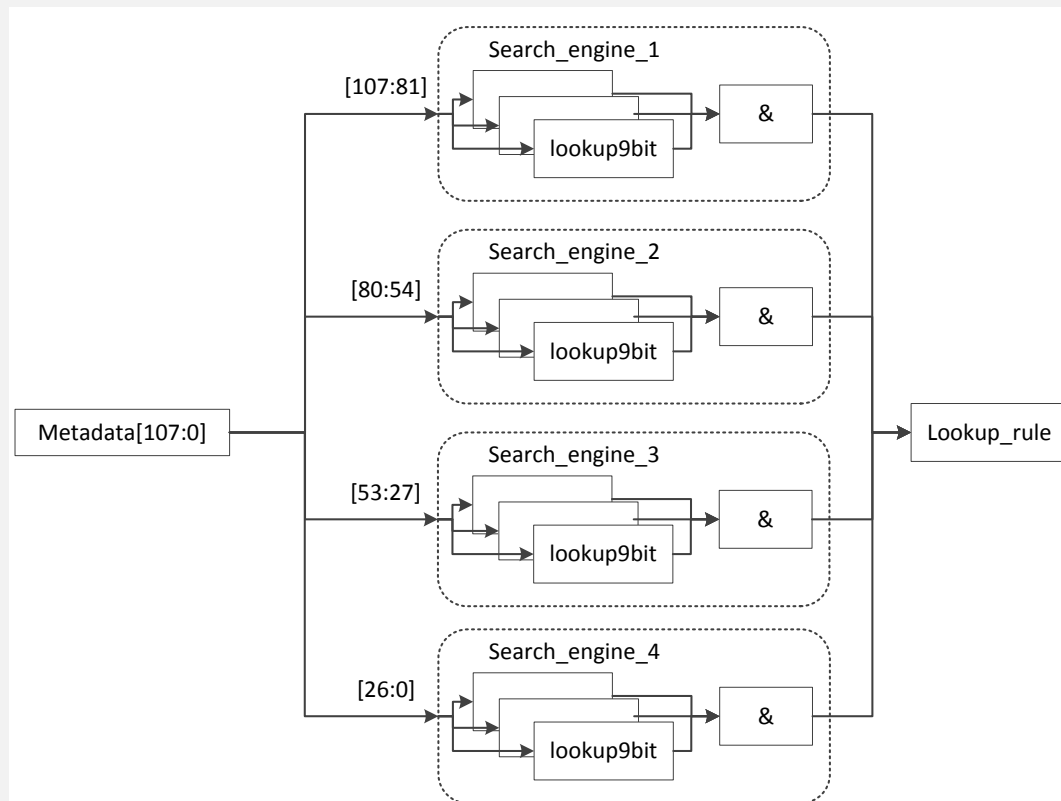 Search_engine_1
[107:81]
&
lookup9bit
Search_engine_2
[80:54]
&
lookup9bit
Metadata[107:0]
Lookup_rule
Search_engine_3
[53:27]
&
lookup9bit
Search_engine_4
[26:0]
&
lookup9bit